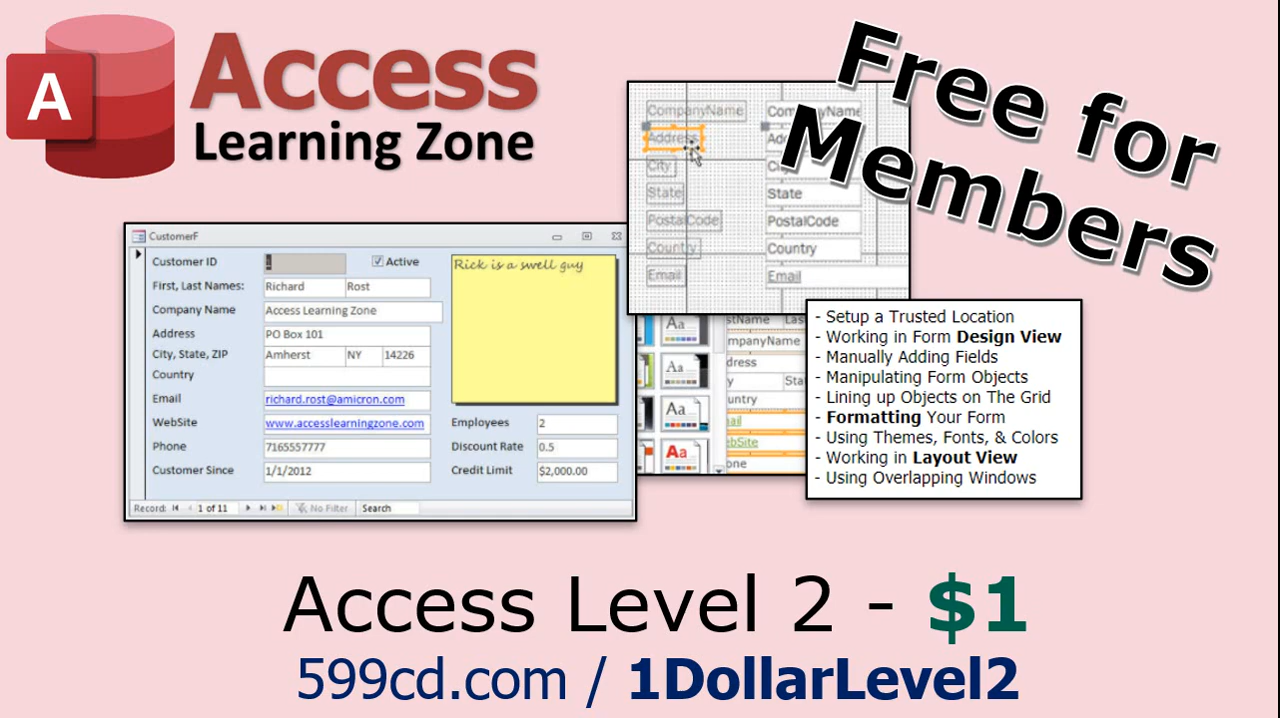 A
Access
Learning Zone
Free for
Members
CompanyName CompanyName
Address
City
State State
PostalCode PostalCode
Country Country
Email Email
CustomerF
Customer ID Active
First, Last Names: Richard Rost
Company Name Access Learning Zone
Address PO Box 101
City, State, ZIP Amherst NY 14226
Country
Email richard.rost@amicron.com
WebSite www.accesslearningzone.com
Phone 7165557777
Customer Since 1/1/2012
Rick is a swell guy
Employees 2
Discount Rate 0.5
Credit Limit $2,000.00
Record: 1 of 11 No Filter Search
Aa
Aa
Aa
Aa
- Setup a Trusted Location
- Working in Form Design View
- Manually Adding Fields
- Manipulating Form Objects
- Lining up Objects on The Grid
- Formatting Your Form
- Using Themes, Fonts, & Colors
- Working in Layout View
- Using Overlapping Windows
Access Level 2 - $1
599cd.com / 1DollarLevel2